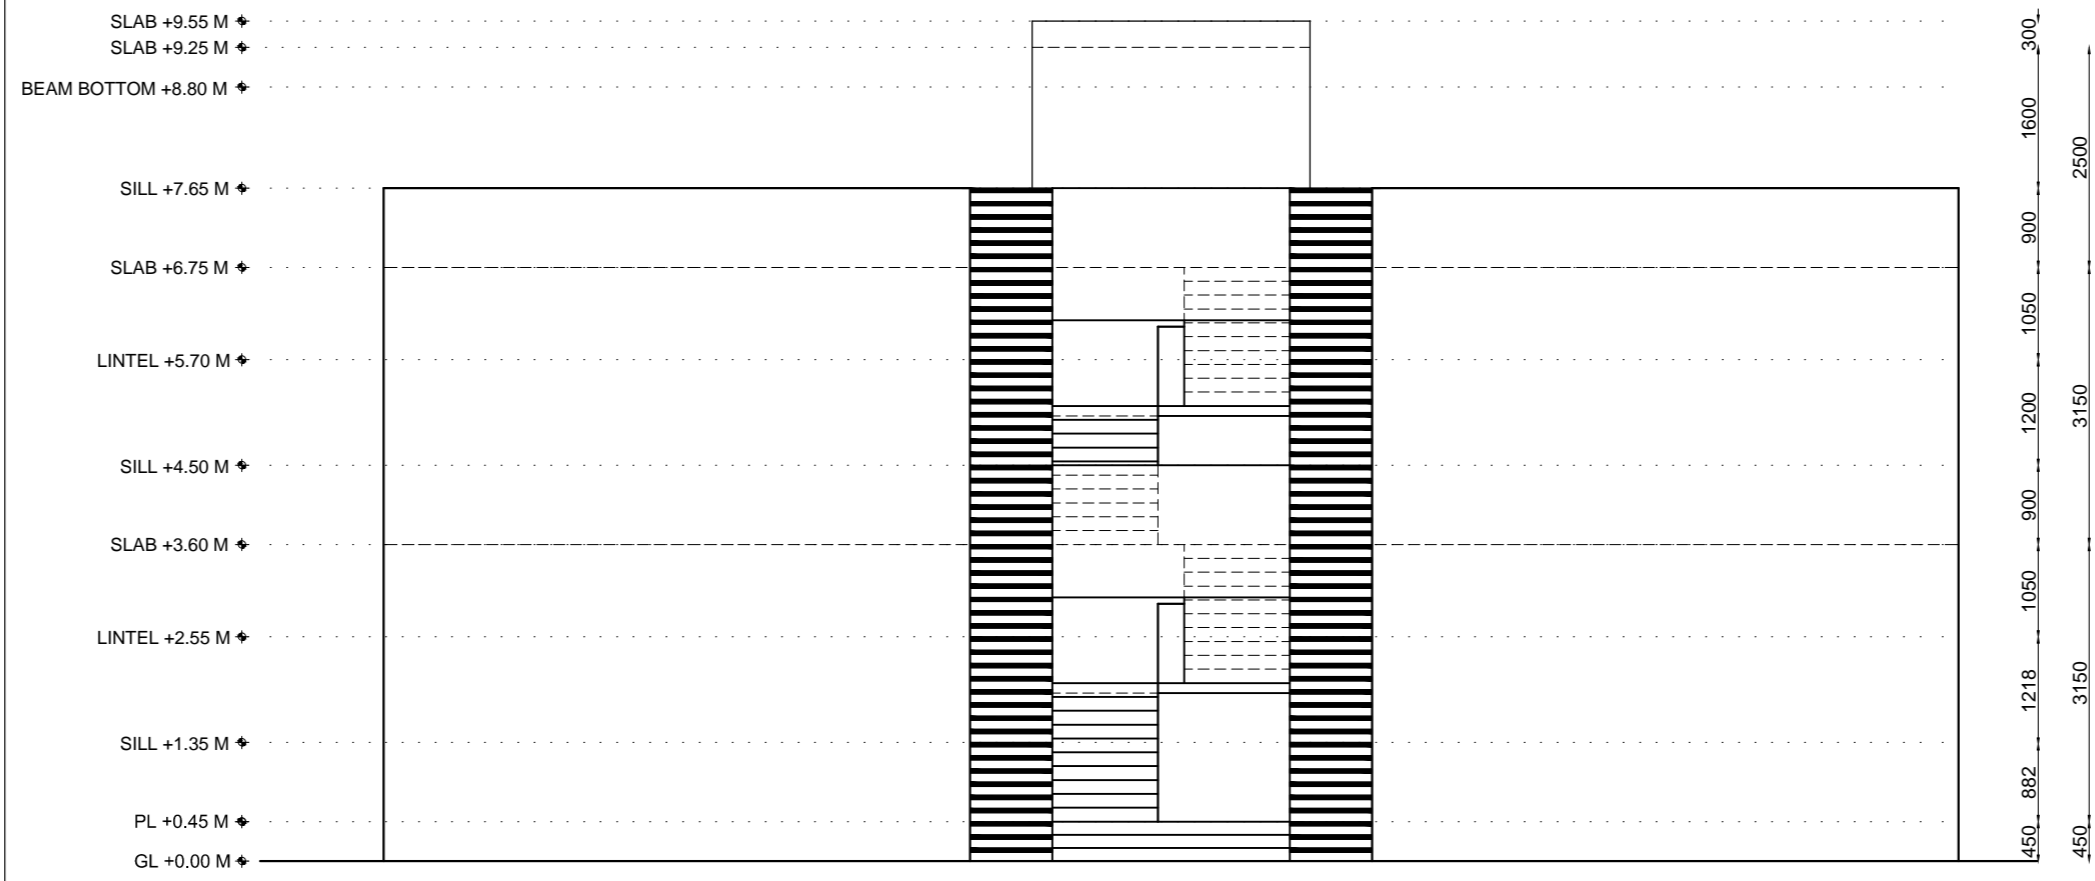 SLAB +9.55 M
SLAB +9.25 M
BEAM BOTTOM +8.80 M
SILL +7.65 M
SLAB +6.75 M
LINTEL +5.70 M
SILL +4.50 M
SLAB +3.60 M
LINTEL +2.55 M
SILL +1.35 M
PL +0.45 M
GL +0.00 M
300
1600
900
1050
1200
900
1050
1218
882
450
2500
3150
3150
450